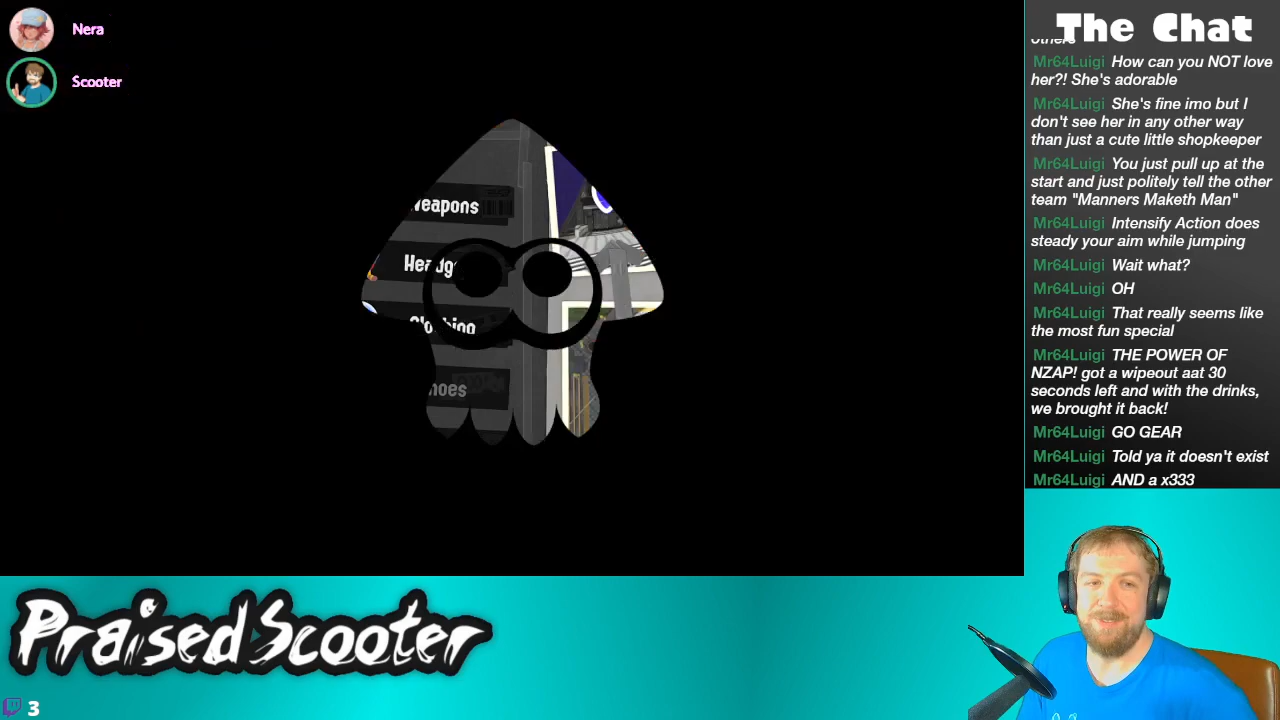 Nera
Scooter
eapons
Headg
Clothing
hoes
The Chat
others
Mr64Luigi How can you NOT love
her?! She's adorable
Mr64Luigi She's fine imo but I
don't see her in any other way
than just a cute little shopkeeper
Mr64Luigi You just pull up at the
start and just politely tell the other
team "Manners Maketh Man"
Mr64Luigi Intensify Action does
steady your aim while jumping
Mr64Luigi Wait what?
Mr64Luigi OH
Mr64Luigi That really seems like
the most fun special
Mr64Luigi THE POWER OF
NZAP! got a wipeout aat 30
seconds left and with the drinks,
we brought it back!
Mr64Luigi GO GEAR
Mr64Luigi Told ya it doesn't exist
Mr64Luigi AND a x333
PraisedScooter
3